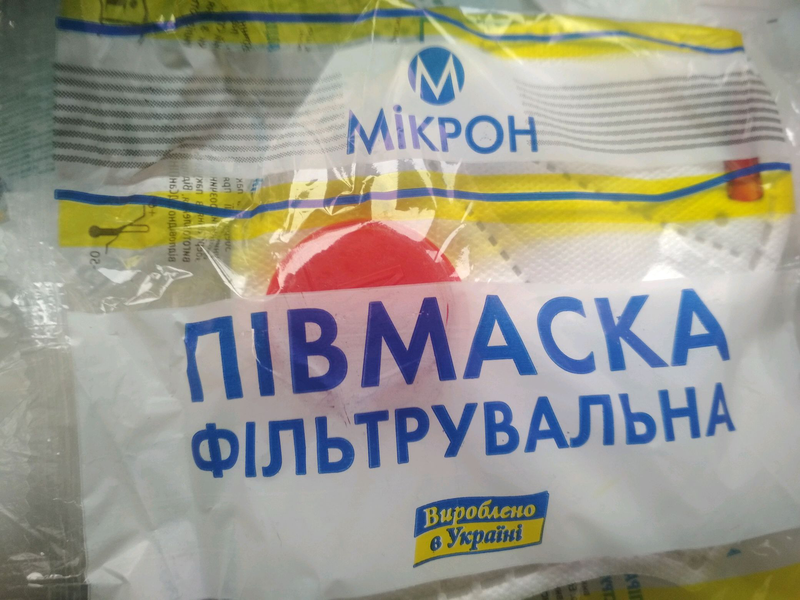 М
Мікрон
ПІВМАСКА
ФІЛЬТРУВАЛЬНА
Вироблено
в Україні